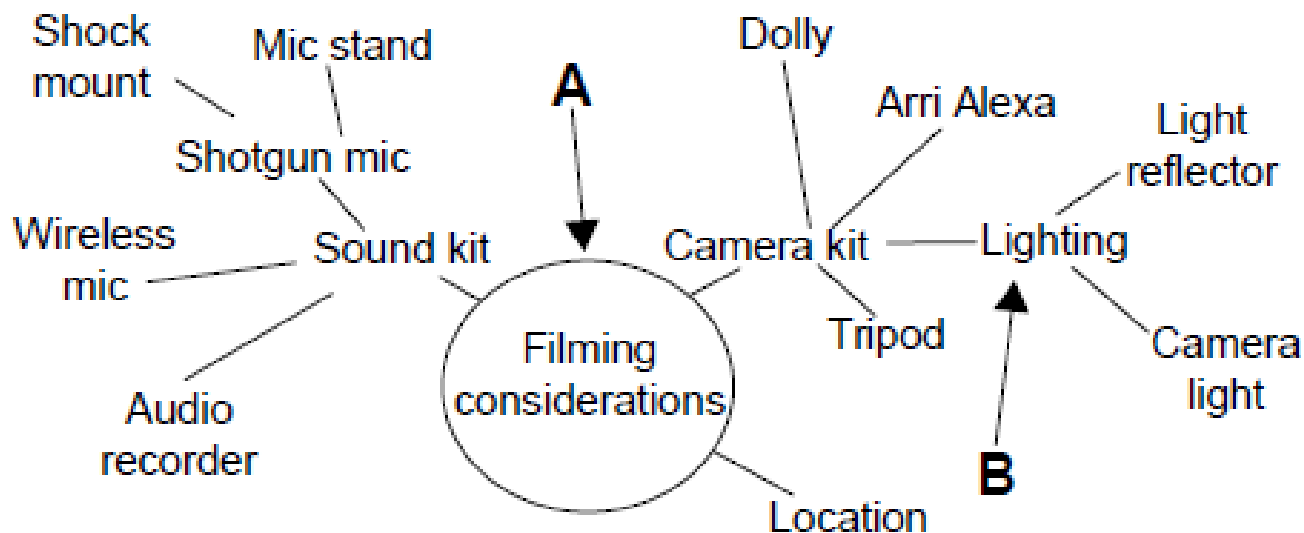 Shock
mount
Mic stand
A
Dolly
Arri Alexa
Light
reflector
Shotgun mic
Wireless
mic
Sound kit
Camera kit
Lighting
Filming
considerations
Tripod
Camera
light
Audio
recorder
B
Location